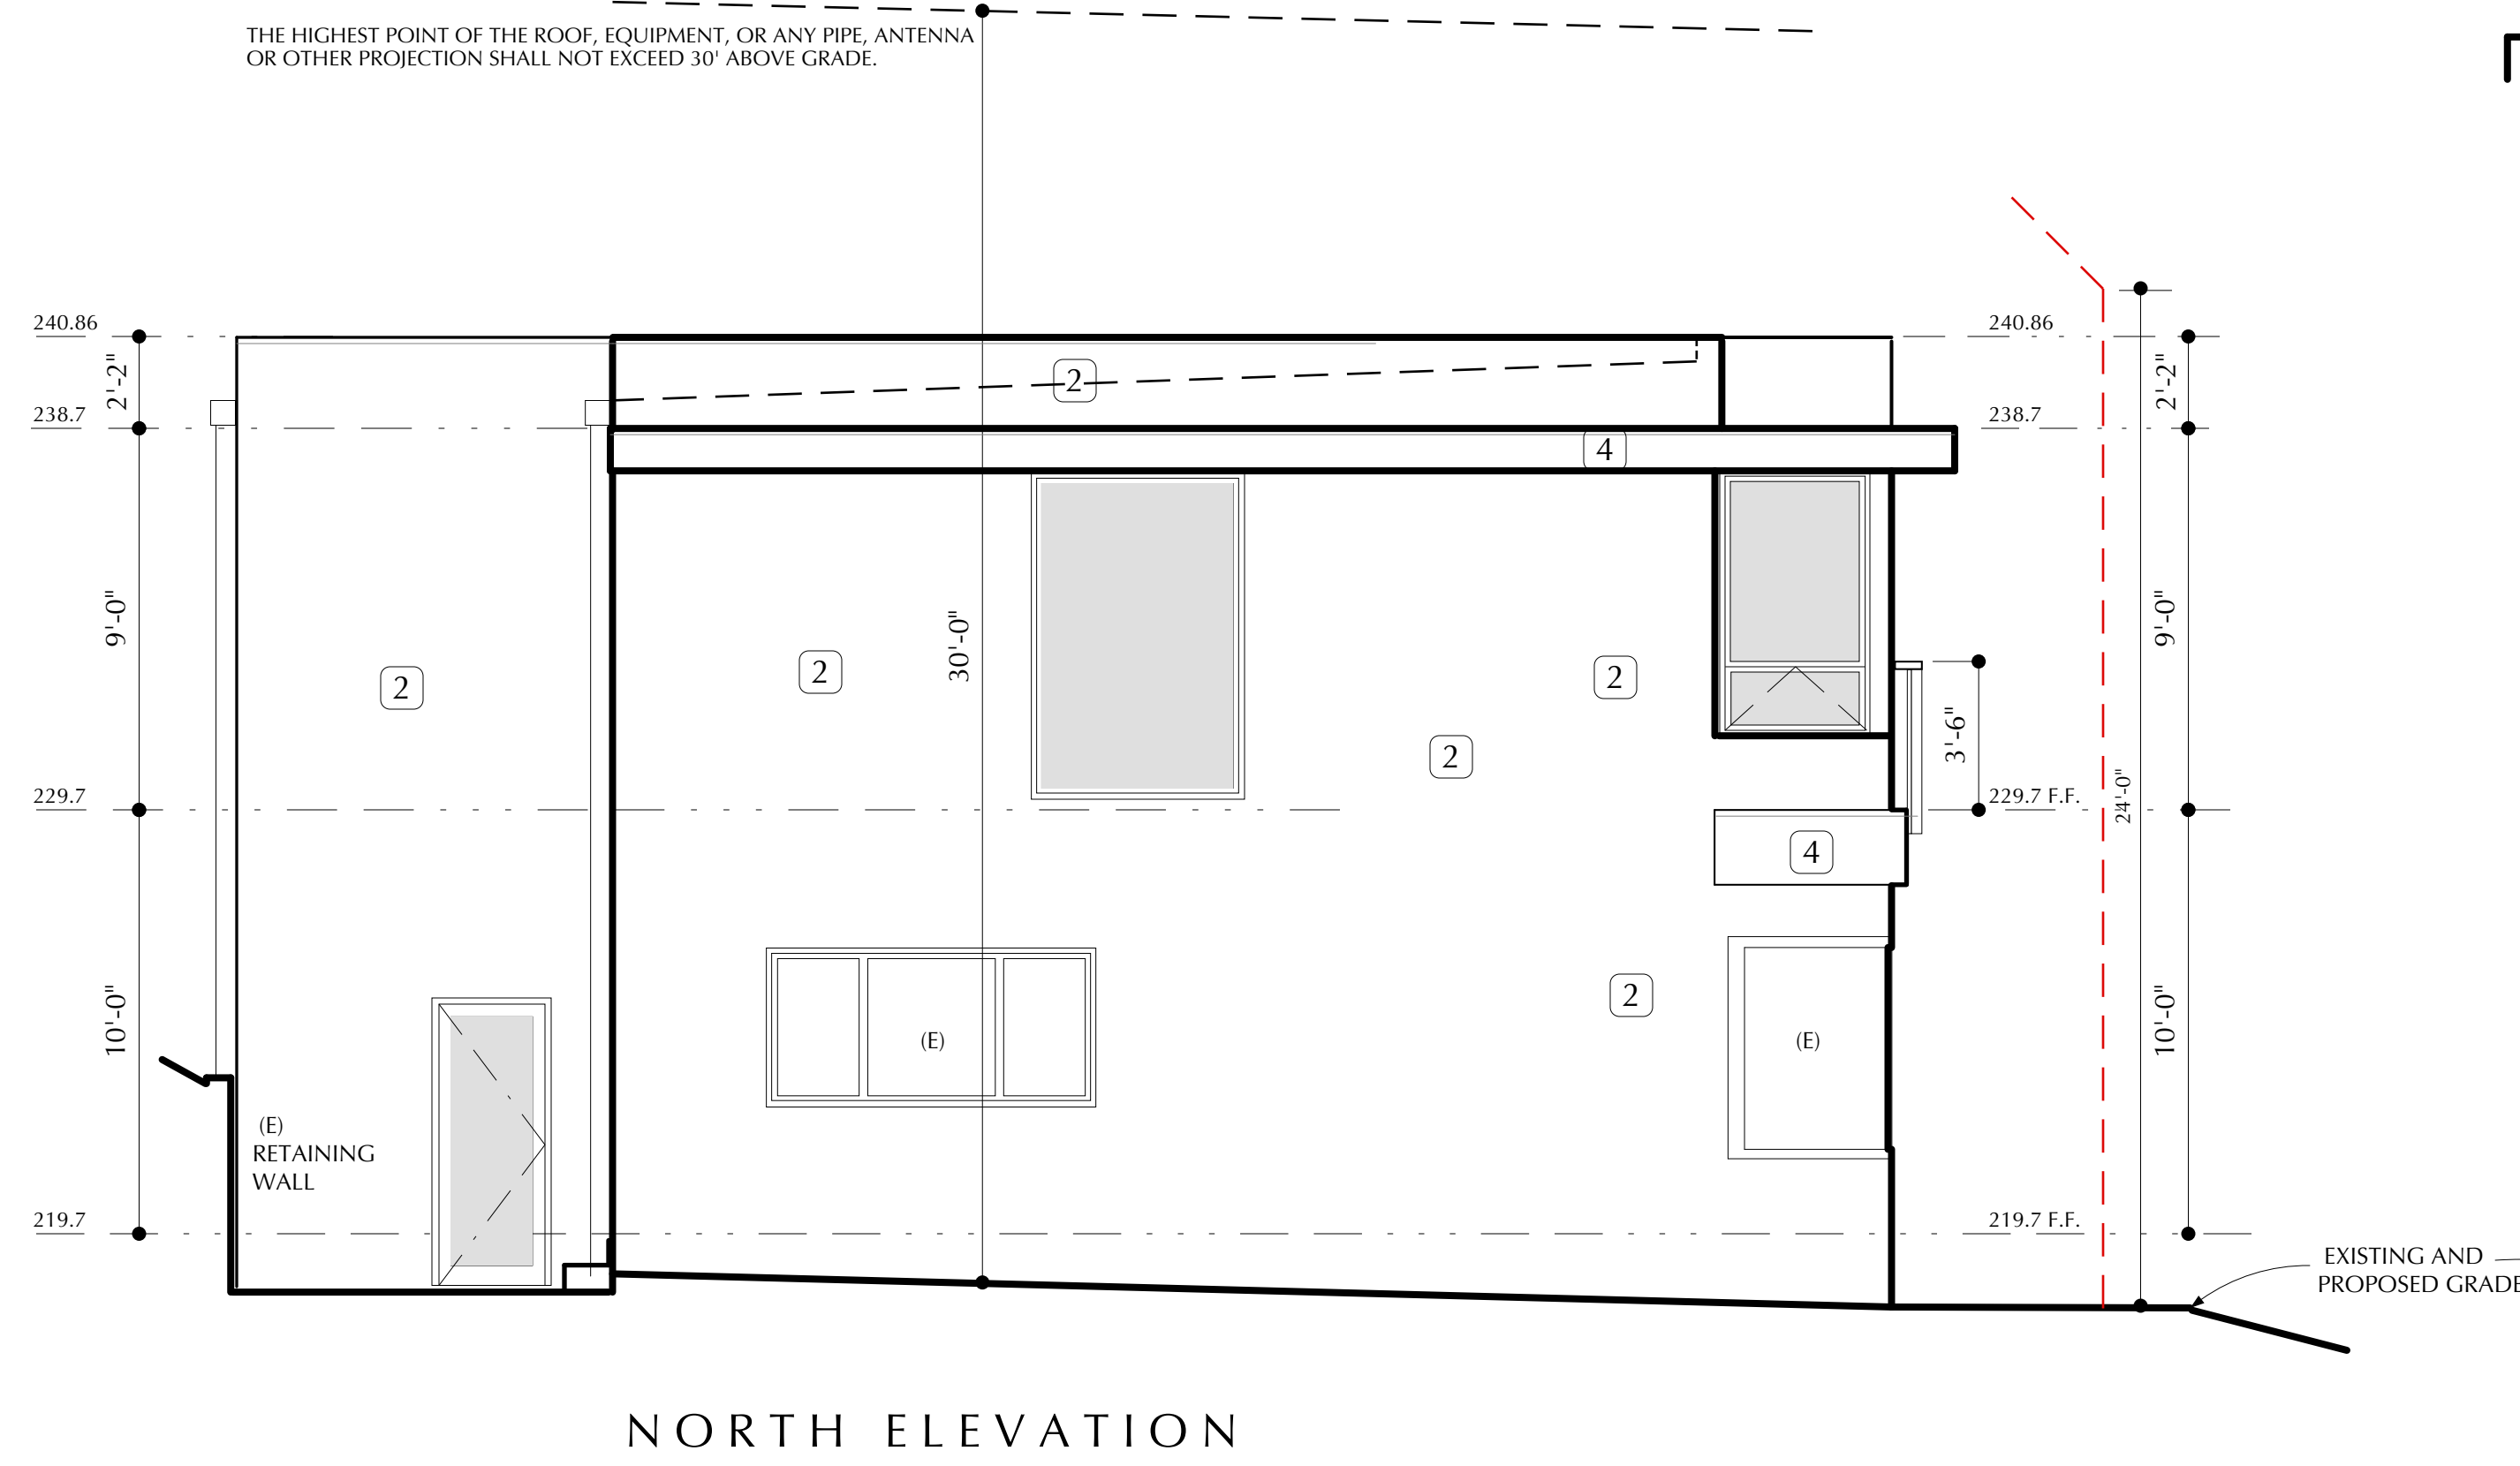 THE HIGHEST POINT OF THE ROOF, EQUIPMENT, OR ANY PIPE, ANTENNA
OR OTHER PROJECTION SHALL NOT EXCEED 30' ABOVE GRADE.
240.86
240.86
2'-2"
2
2'-2"
238.7
238.7
4
9'-0"
30'-0"
9'-0"
2
2
2
2
3'-6"
229.7
229.7 F.F.
24'-0"
4
10'-0"
2
10'-0"
(E)
(E)
(E)
RETAINING
WALL
219.7
219.7 F.F.
EXISTING AND
PROPOSED GRADE
NORTH ELEVATION